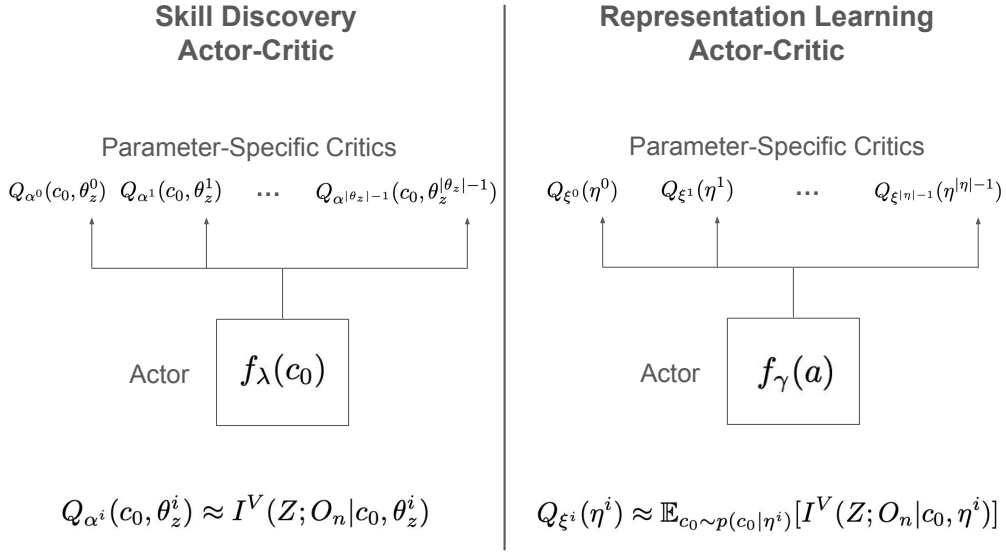 Skill Discovery
Actor-Critic
Parameter-Specific Critics
Q_{α^0}(c_0, θ_z^0) Q_{α^1}(c_0, θ_z^1) ... Q_{α^{|θ_z|-1}}(c_0, θ_z^{|θ_z|-1})
Actor
f_λ(c_0)
Q_{α^i}(c_0, θ_z^i) ≈ I^V(Z; O_n|c_0, θ_z^i)
Representation Learning
Actor-Critic
Parameter-Specific Critics
Q_{ξ^0}(η^0) Q_{ξ^1}(η^1) ... Q_{ξ^{|η|-1}}(η^{|η|-1})
Actor
f_γ(a)
Q_{ξ^i}(η^i) ≈ 𝔼_{c_0∼p(c_0|η^i)}[I^V(Z; O_n|c_0, η^i)]